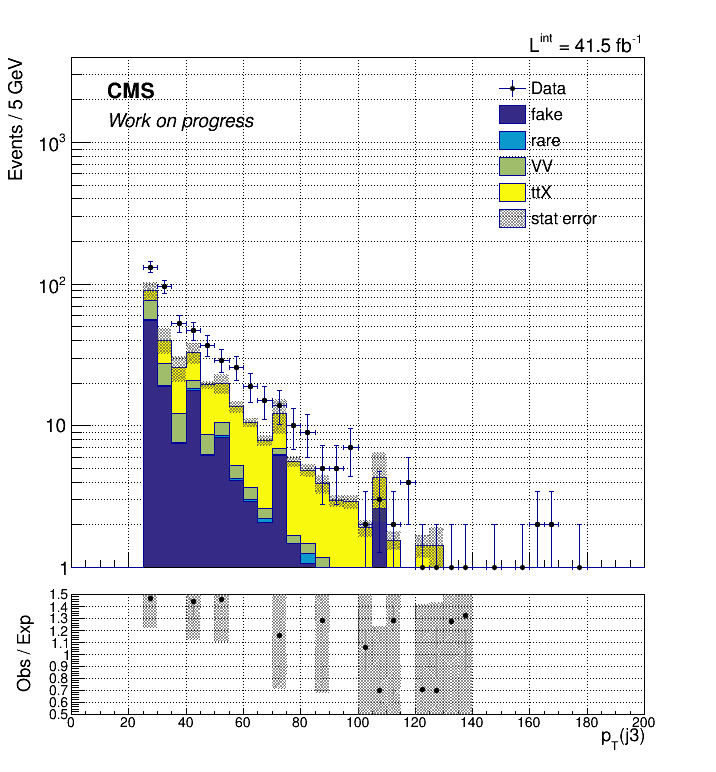 L^int = 41.5 fb^-1
Events / 5 GeV
CMS
Work on progress
Data
fake
rare
VV
ttX
stat error
10^3
10^2
10
1
Obs / Exp
1.5
1.4
1.3
1.2
1.1
1
0.9
0.8
0.7
0.6
0.5
0 20 40 60 80 100 120 140 160 180 200
p_T(j3)